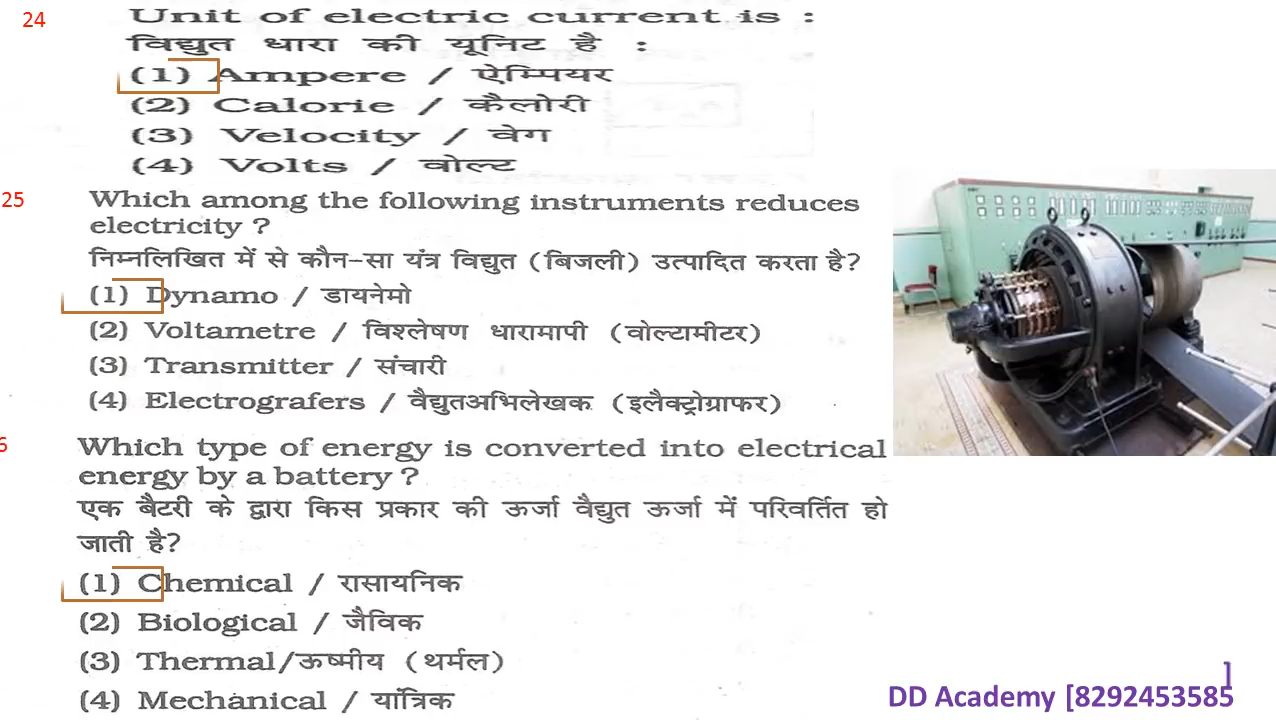 24
Unit of electric current is :
विद्युत धारा की यूनिट है :
(1) Ampere / ऐम्पियर
(2) Calorie / कैलोरी
(3) Velocity / वेग
(4) Volts / वोल्ट
25
Which among the following instruments reduces
electricity ?
निम्नलिखित में से कौन-सा यंत्र विद्युत (बिजली) उत्पादित करता है?
(1) Dynamo / डायनेमो
(2) Voltametre / विश्लेषण धारामापी (वोल्टामीटर)
(3) Transmitter / संचारी
(4) Electrografers / वैद्युतअभिलेखक (इलैक्ट्रोग्राफर)
6
Which type of energy is converted into electrical
energy by a battery ?
एक बैटरी के द्वारा किस प्रकार की ऊर्जा वैद्युत ऊर्जा में परिवर्तित हो
जाती है?
(1) Chemical / रासायनिक
(2) Biological / जैविक
(3) Thermal/ऊष्मीय (थर्मल)
(4) Mechanical / यांत्रिक
]
DD Academy [8292453585